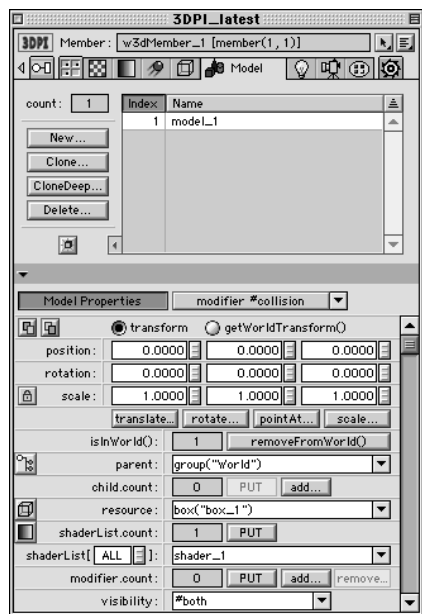 3DPI_latest
3DPI Member: w3dMember_1 [member(1, 1)]
Model
count: 1 Index Name
1 model_1
New...
Clone...
CloneDeep...
Delete...
Model Properties modifier #collision
transform getWorldTransform()
position: 0.0000 0.0000 0.0000
rotation: 0.0000 0.0000 0.0000
scale: 1.0000 1.0000 1.0000
translate... rotate... pointAt... scale...
isInWorld(): 1 removeFromWorld()
parent: group("World")
child.count: 0 PUT add...
resource: box("box_1")
shaderList.count: 1 PUT
shaderList[ ALL ]: shader_1
modifier.count: 0 PUT add... remove...
visibility: #both